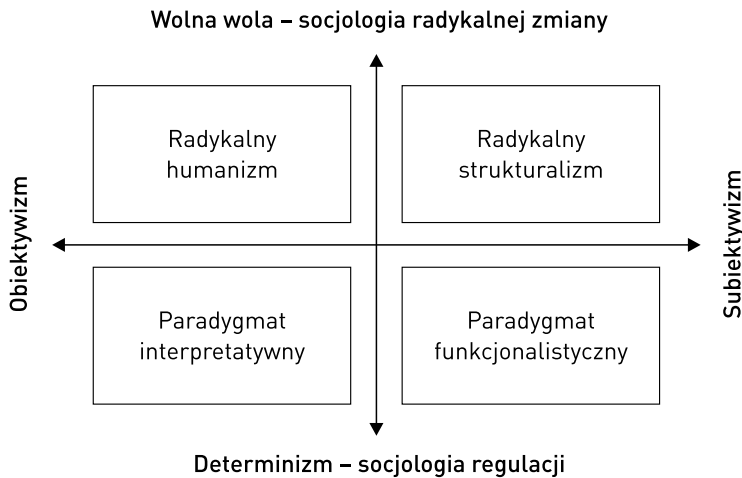 Wolna wola – socjologia radykalnej zmiany
Radykalny
humanizm
Radykalny
strukturalizm
Obiektywizm
Subiektywizm
Paradygmat
interpretatywny
Paradygmat
funkcjonalistyczny
Determinizm – socjologia regulacji